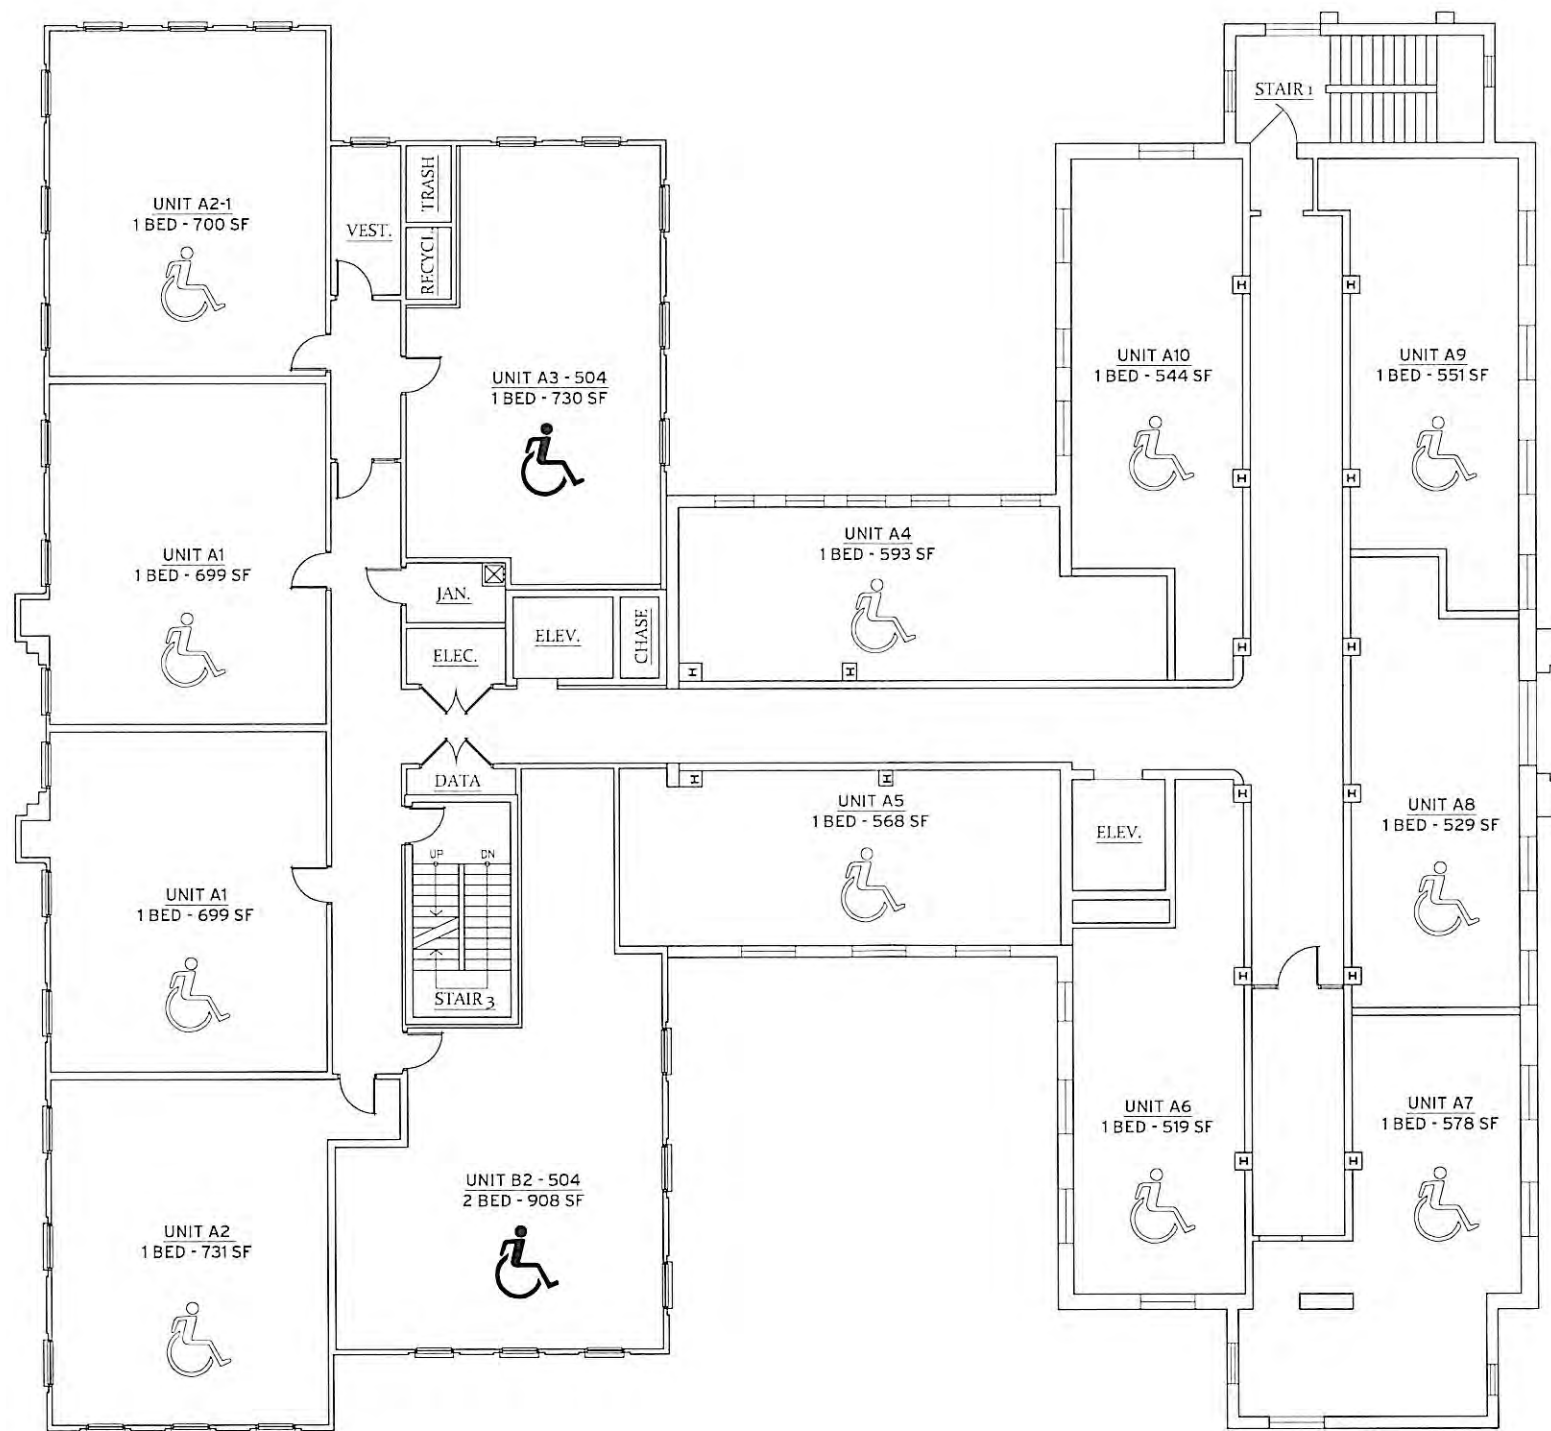 STAIR 1
UNIT A2-1
1 BED - 700 SF
VEST.
TRASH
RECYCL.
UNIT A3 - 504
1 BED - 730 SF
UNIT A10
1 BED - 544 SF
UNIT A9
1 BED - 551 SF
UNIT A1
1 BED - 699 SF
UNIT A4
1 BED - 593 SF
JAN.
ELEV.
CHASE
ELEC.
H
H
H
H
H
H
H
H
DATA
H
H
UNIT A5
1 BED - 568 SF
ELEV.
H
H
UNIT A8
1 BED - 529 SF
UP
DN
UNIT A1
1 BED - 699 SF
STAIR 3
H
H
UNIT A6
1 BED - 519 SF
UNIT A7
1 BED - 578 SF
H
H
UNIT B2 - 504
2 BED - 908 SF
UNIT A2
1 BED - 731 SF